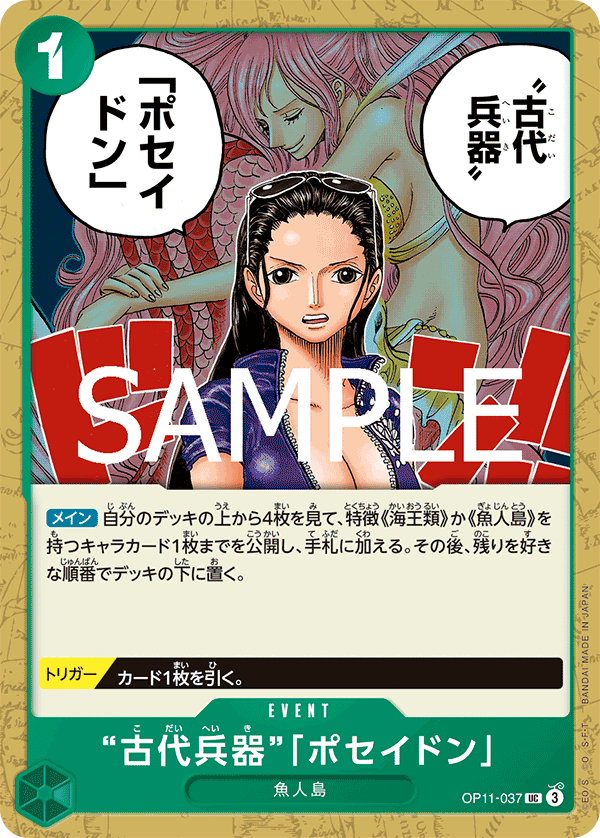 1
“古代
兵器”
「ポセイ
ドン」
ドン!!
SAMPLE
メイン 自分のデッキの上から4枚を見て、特徴《海王類》か《魚人島》を
持つキャラカード1枚までを公開し、手札に加える。その後、残りを好き
な順番でデッキの下に置く。
トリガー カード1枚を引く。
EVENT
“古代兵器”「ポセイドン」
魚人島
OP11-037 UC 3
©E.O./S. ©O./S.,F.,T. BANDAI MADE IN JAPAN